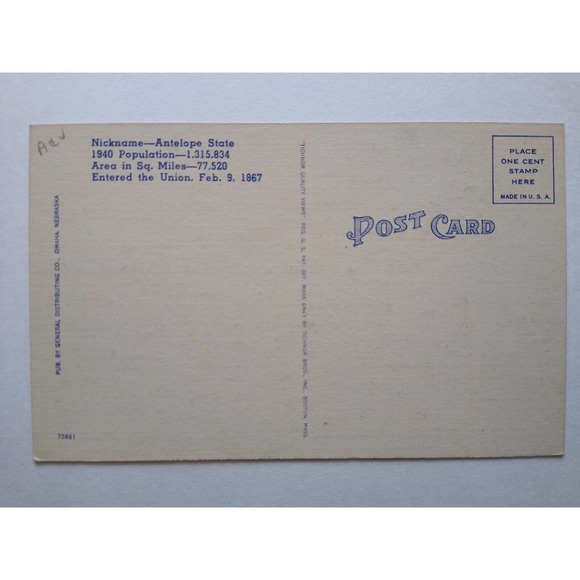 Nickname—Antelope State
1940 Population—1,315,834
Area in Sq. Miles—77,520
Entered the Union, Feb. 9, 1867
PUB. BY GENERAL DISTRIBUTING CO., OMAHA, NEBRASKA
72861
"TICHNOR QUALITY VIEWS" REG. U. S. PAT. OFF. MADE ONLY BY TICHNOR BROS., INC., BOSTON, MASS.
POST CARD
PLACE
ONE CENT
STAMP
HERE
MADE IN U. S. A.